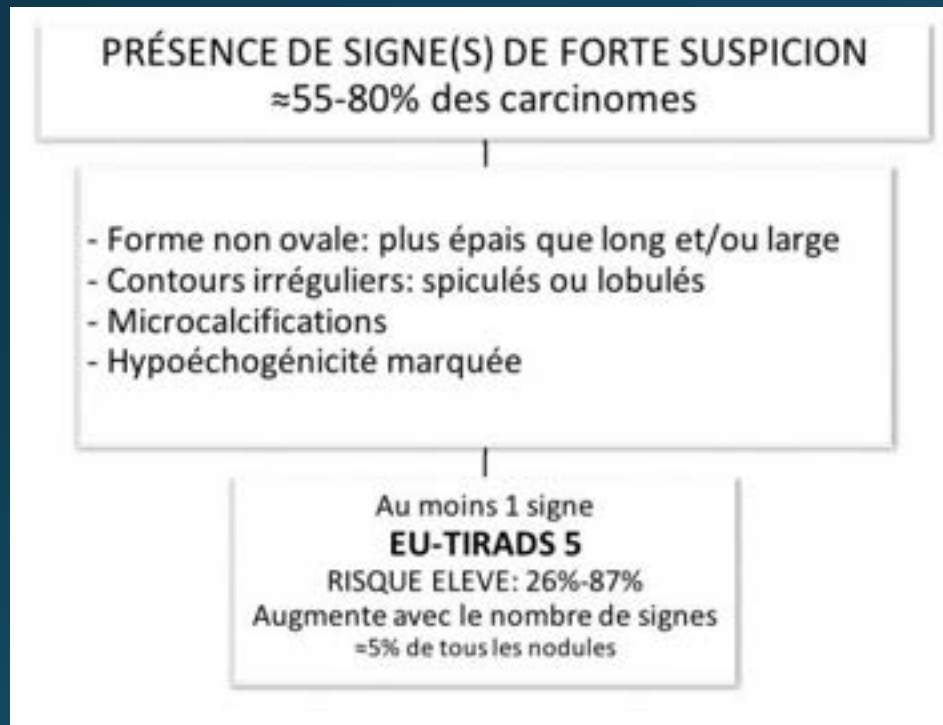 PRÉSENCE DE SIGNE(S) DE FORTE SUSPICION
≈55-80% des carcinomes
- Forme non ovale: plus épais que long et/ou large
- Contours irréguliers: spiculés ou lobulés
- Microcalcifications
- Hypoéchogénicité marquée
Au moins 1 signe
EU-TIRADS 5
RISQUE ELEVE: 26%-87%
Augmente avec le nombre de signes
≈5% de tous les nodules